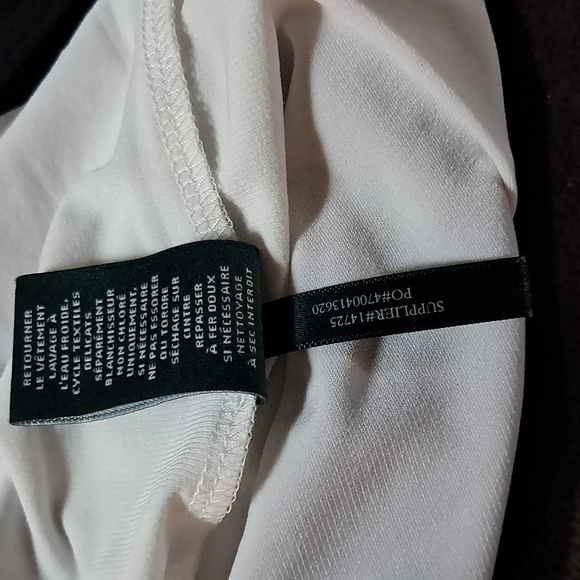 RETOURNER
LE VÊTEMENT
LAVAGE À
L'EAU FROIDE,
CYCLE TEXTILES
DÉLICATS
SÉPARÉMENT
BLANCHISSEUR
NON CHLORÉ
UNIQUEMENT,
SI NÉCESSAIRE
NE PAS ESSORER
OU TORDRE
SÉCHAGE SUR
CINTRE
REPASSER
À FER DOUX
SI NÉCESSAIRE
NETTOYAGE
À SEC INTERDIT
SUPPLIER#14725
PO#4700413620